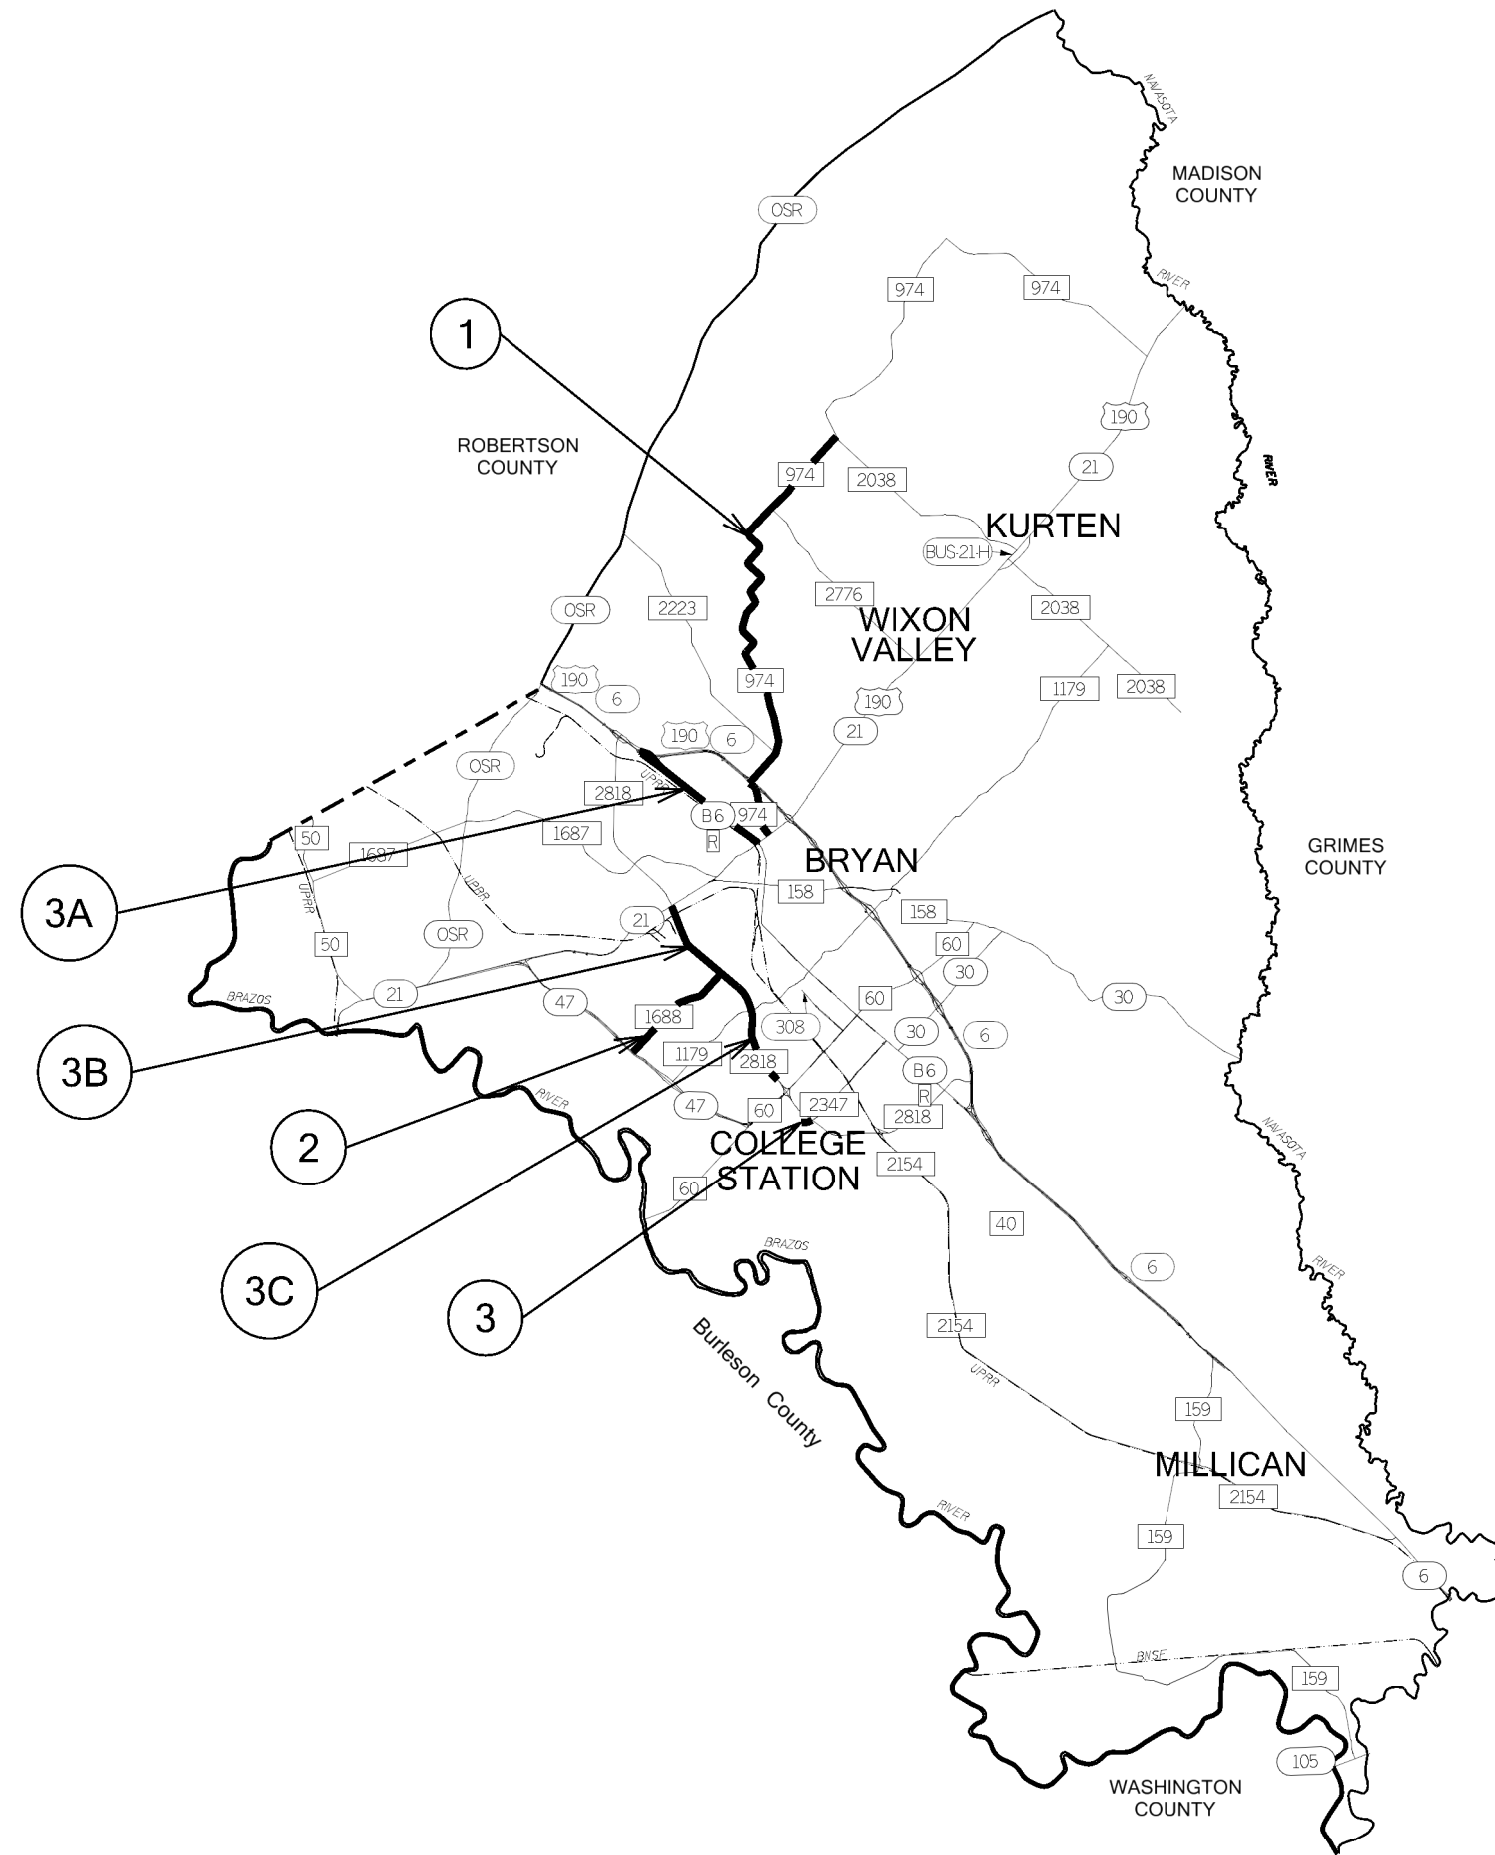 NAVASOTA
MADISON
COUNTY
OSR
RIVER
974
974
1
190
ROBERTSON
COUNTY
21
974
2038
RIVER
KURTEN
BUS-21-H
2776
OSR
2223
2038
WIXON
VALLEY
190
974
1179
2038
6
190
21
190
6
OSR
UPRR
2818
B6
974
R
50
1687
1687
GRIMES
COUNTY
BRYAN
3A
UPRR
UPRR
158
158
21
OSR
50
60
30
21
BRAZOS
47
60
30
1688
308
30
6
3B
1179
2818
B6
R
RIVER
47
60
2347
2818
2
COLLEGE
STATION
2154
NAVASOTA
60
40
BRAZOS
6
RIVER
3C
3
2154
Burleson County
UPRR
159
MILLICAN
2154
RIVER
159
6
BNSF
159
105
WASHINGTON
COUNTY